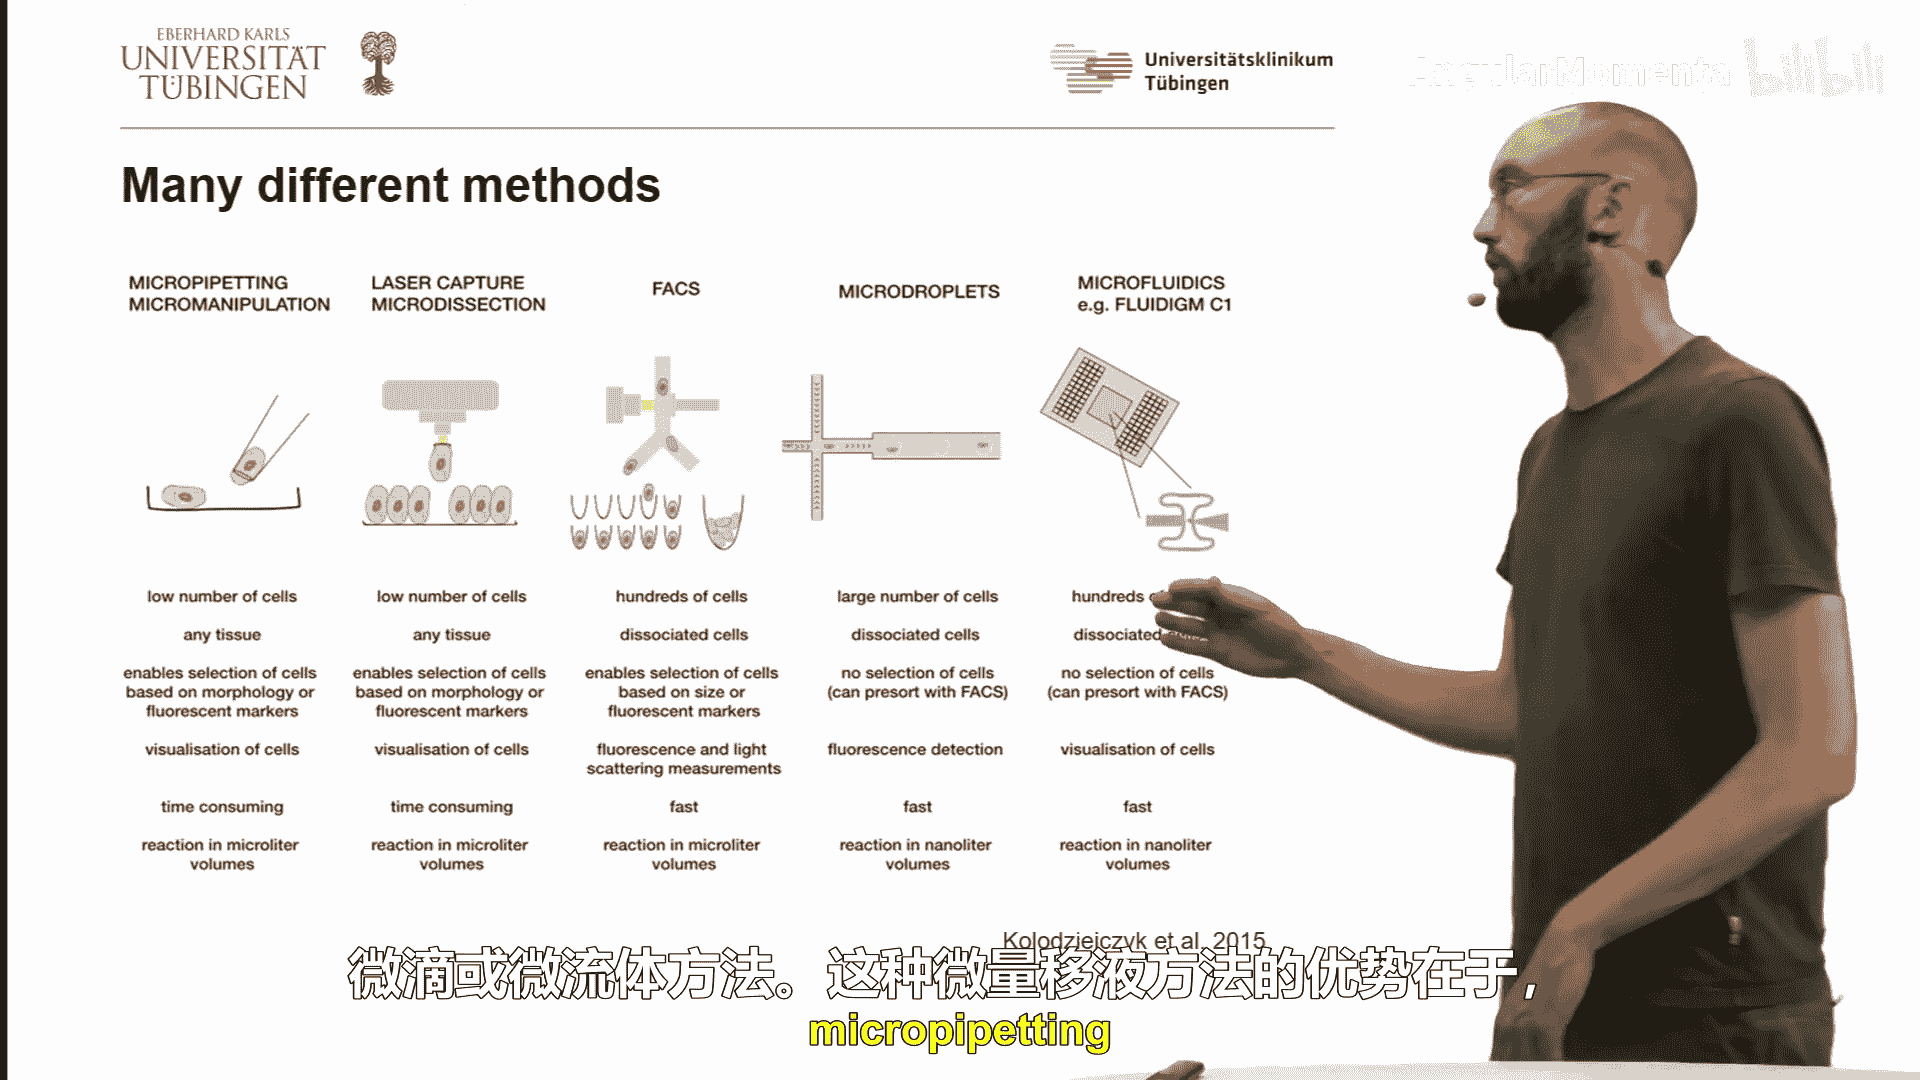 EBERHARD KARLS
UNIVERSITÄT
TÜBINGEN
Universitätsklinikum
Tübingen
AngularMomenta bilibili
Many different methods
MICROPIPETTING
MICROMANIPULATION
LASER CAPTURE
MICRODISSECTION
FACS
MICRODROPLETS
MICROFLUIDICS
e.g. FLUIDIGM C1
low number of cells
any tissue
enables selection of cells
based on morphology or
fluorescent markers
visualisation of cells
time consuming
reaction in microliter
volumes
low number of cells
any tissue
enables selection of cells
based on morphology or
fluorescent markers
visualisation of cells
time consuming
reaction in microliter
volumes
hundreds of cells
dissociated cells
enables selection of cells
based on size or
fluorescent markers
fluorescence and light
scattering measurements
fast
reaction in microliter
volumes
large number of cells
dissociated cells
no selection of cells
(can presort with FACS)
fluorescence detection
fast
reaction in nanoliter
volumes
hundreds
dissociated
no selection of cells
(can presort with FACS)
visualisation of cells
fast
reaction in nanoliter
volumes
Kolodziejczyk et al. 2015
微滴或微流体方法。这种微量移液方法的优势在于,
micropipetting